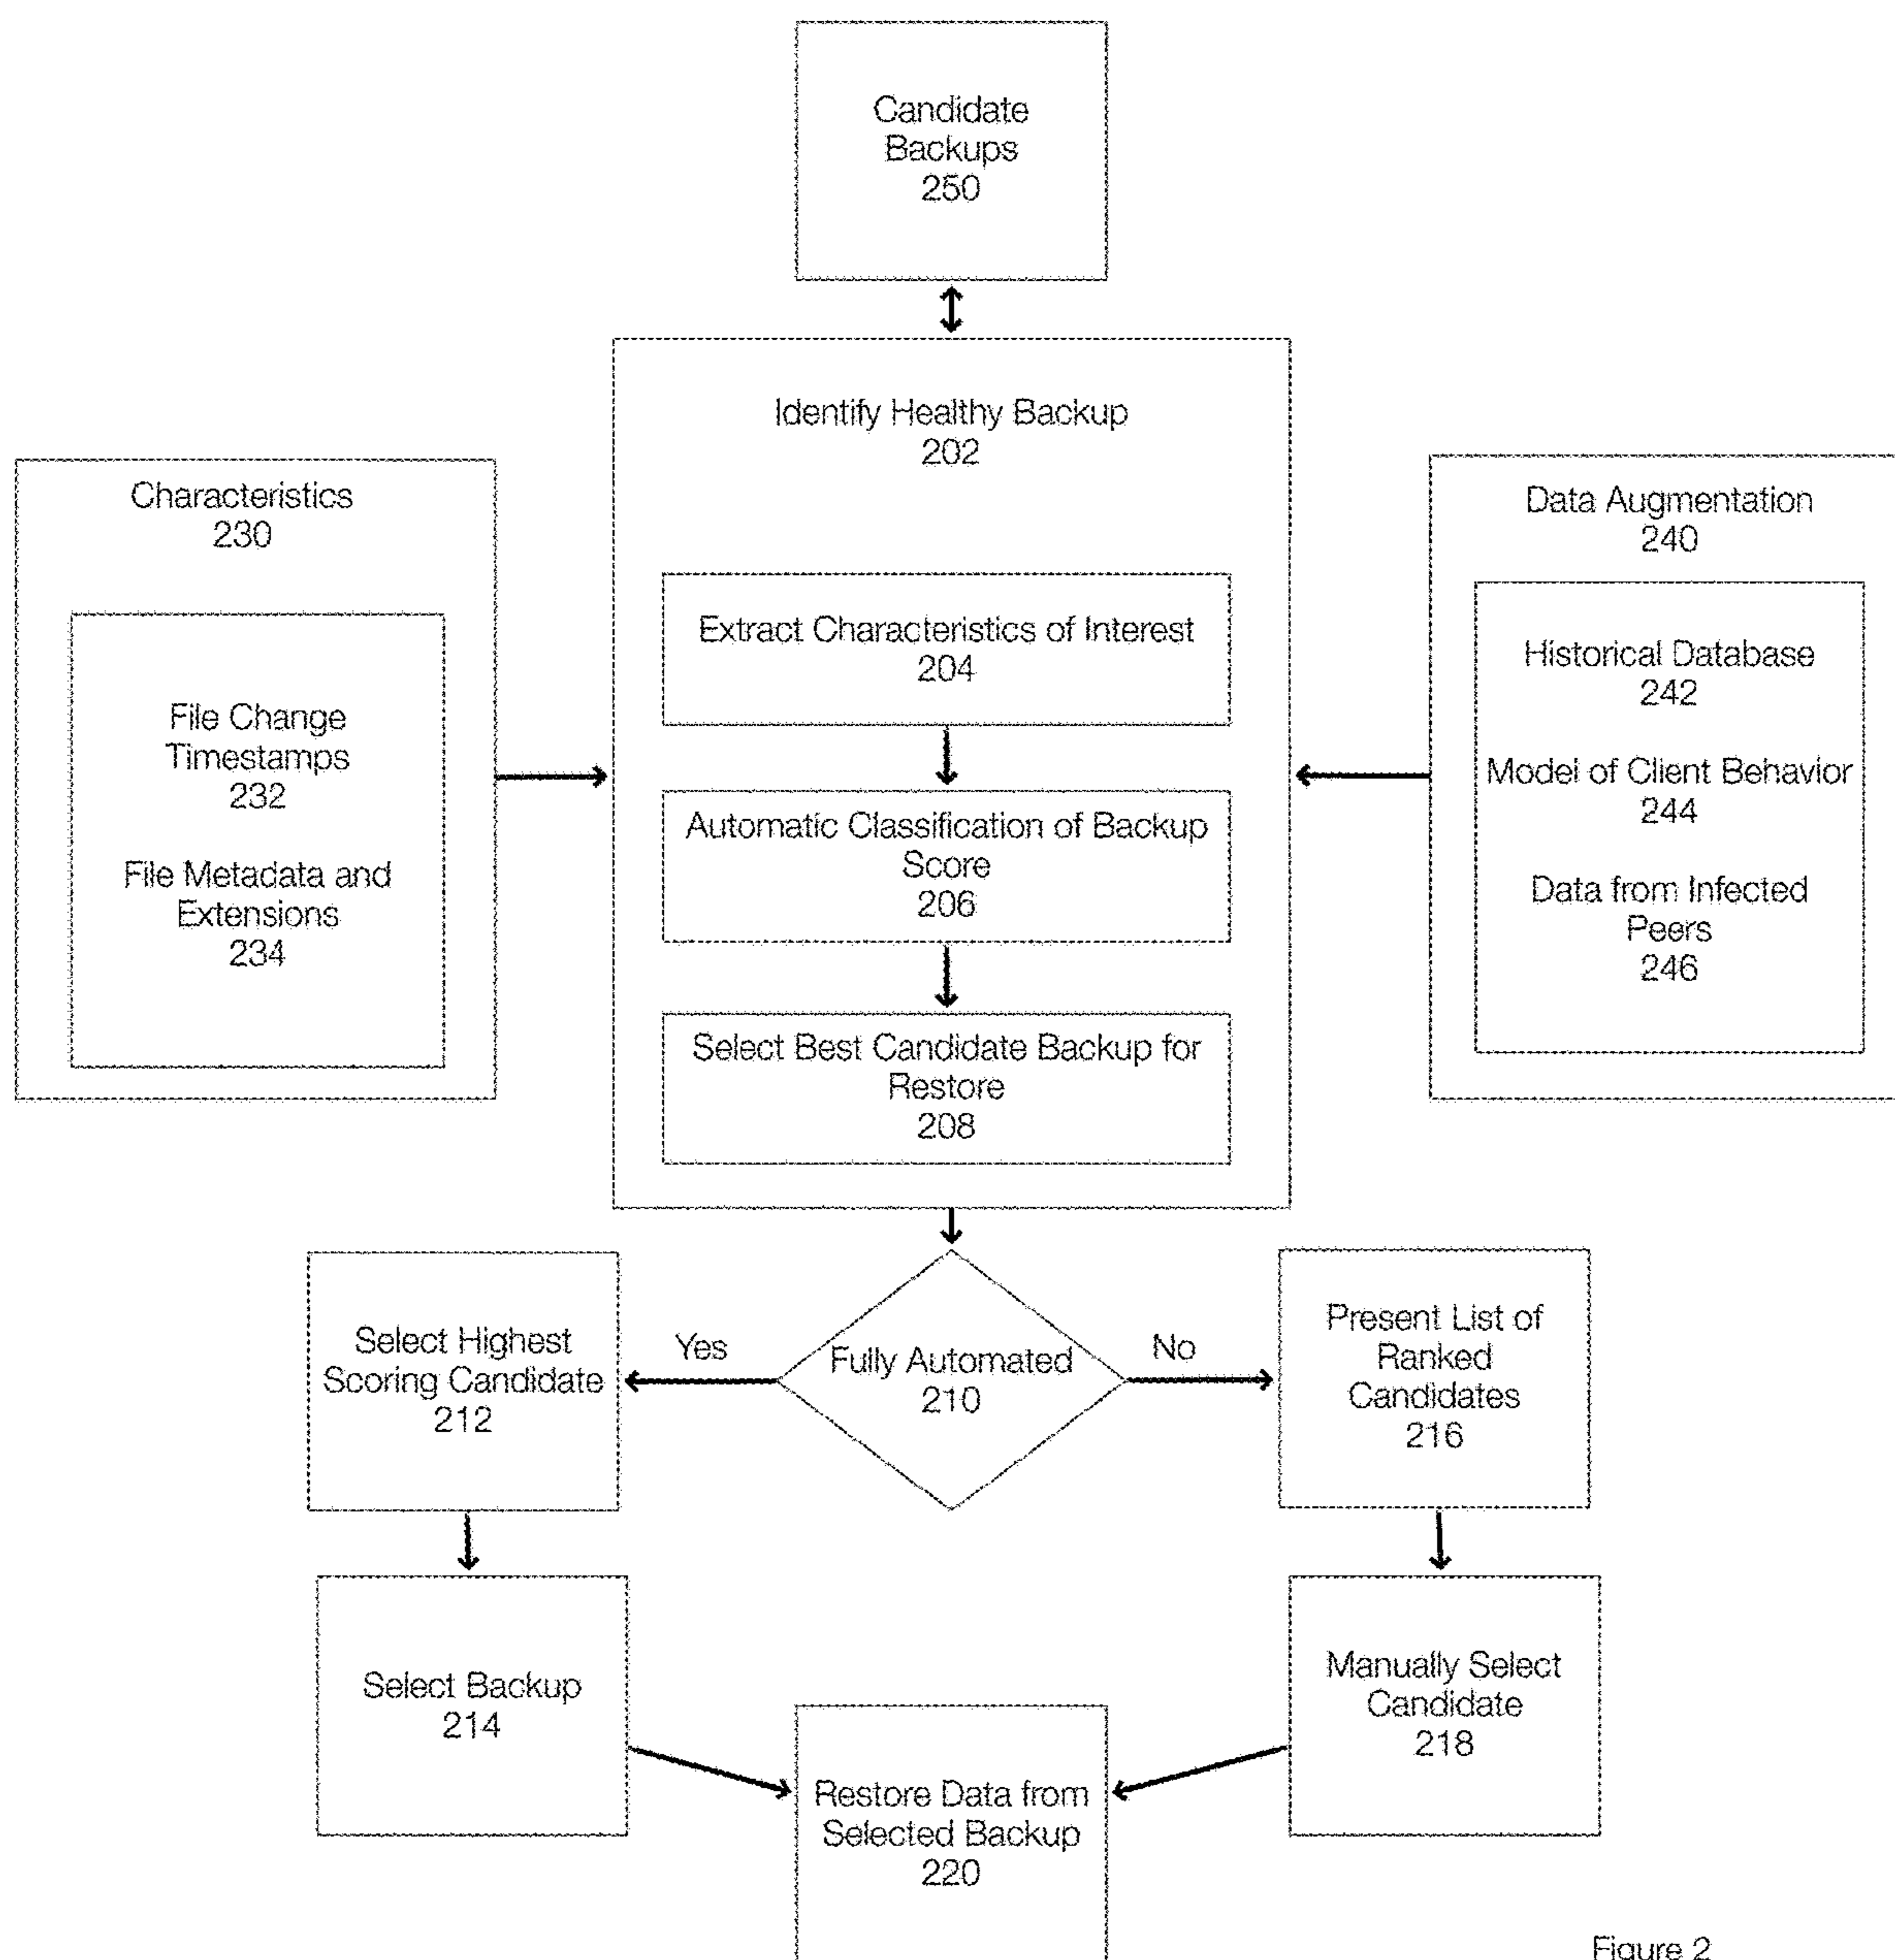 Candidate
Backups
250
Identify Healthy Backup
202
Characteristics
230
File Change
Timestamps
232
File Metadata and
Extensions
234
Extract Characteristics of Interest
204
Automatic Classification of Backup
Score
206
Select Best Candidate Backup for
Restore
208
Data Augmentation
240
Historical Database
242
Model of Client Behavior
244
Data from Infected
Peers
246
Fully Automated
210
Yes
No
Select Highest
Scoring Candidate
212
Present List of
Ranked
Candidates
216
Select Backup
214
Manually Select
Candidate
218
Restore Data from
Selected Backup
220
Figure 2